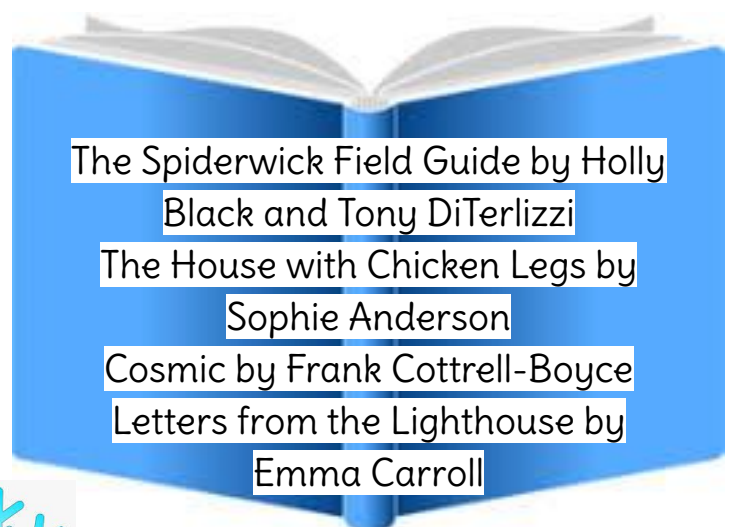 The Spiderwick Field Guide by Holly
Black and Tony DiTerlizzi
The House with Chicken Legs by
Sophie Anderson
Cosmic by Frank Cottrell-Boyce
Letters from the Lighthouse by
Emma Carroll